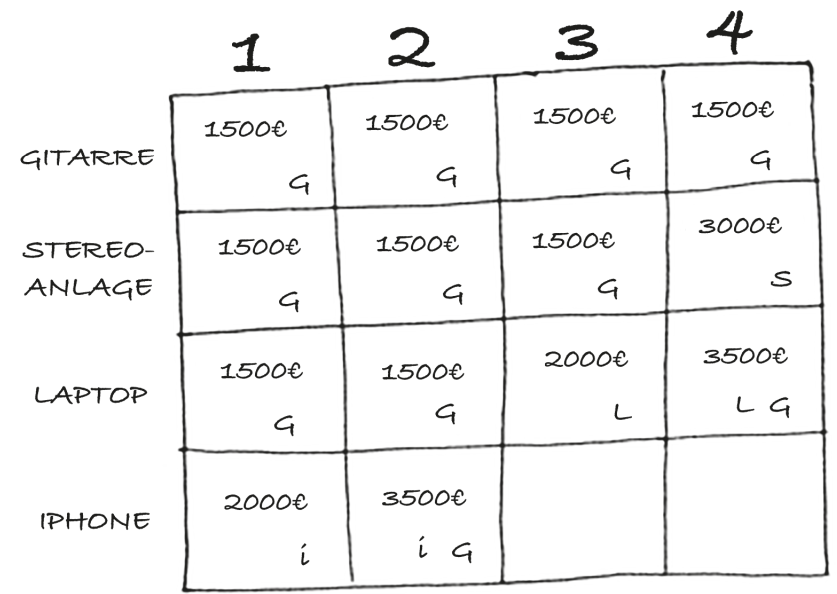 1 2 3 4
GITARRE 1500€ G 1500€ G 1500€ G 1500€ G
STEREO-
ANLAGE 1500€ G 1500€ G 1500€ G 3000€ S
LAPTOP 1500€ G 1500€ G 2000€ L 3500€ L G
IPHONE 2000€ i 3500€ i G